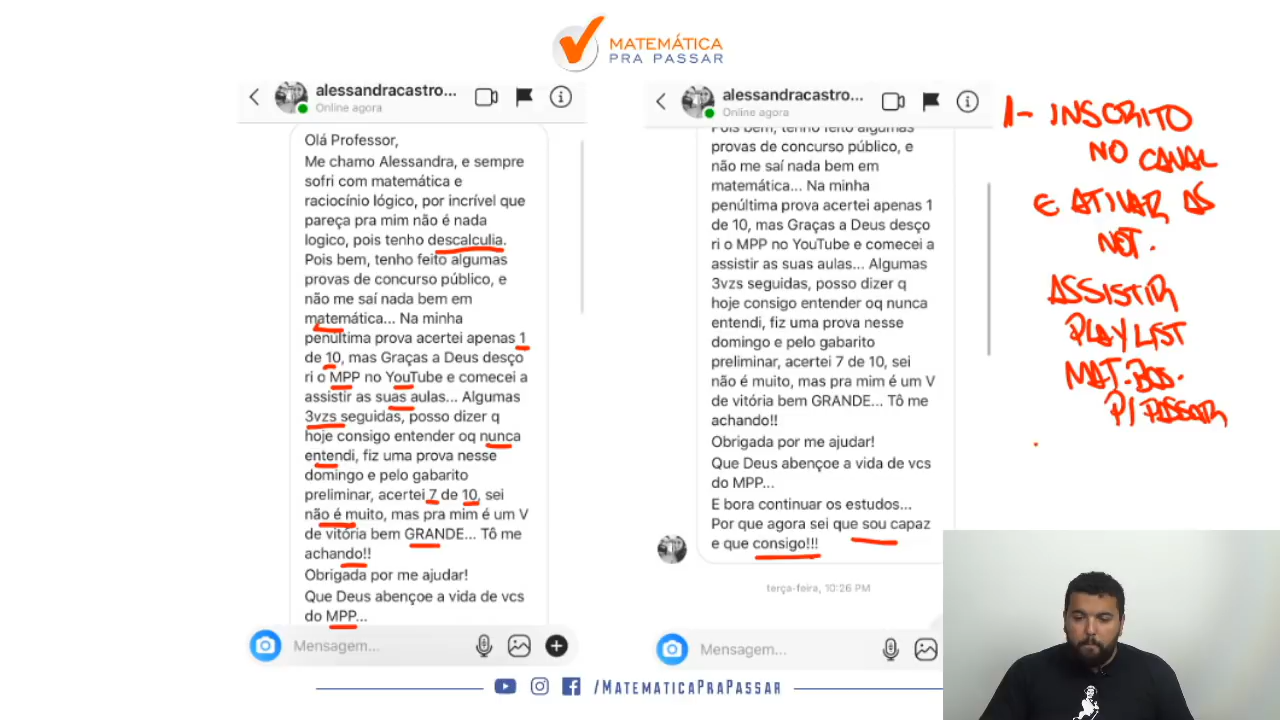 MATEMÁTICA
PRA PASSAR
alessandracastro...
Online agora
Olá Professor,
Me chamo Alessandra, e sempre
sofri com matemática e
raciocínio lógico, por incrível que
pareça pra mim não é nada
logico, pois tenho descalculia.
Pois bem, tenho feito algumas
provas de concurso público, e
não me saí nada bem em
matemática... Na minha
penúltima prova acertei apenas 1
de 10, mas Graças a Deus desço
ri o MPP no YouTube e comecei a
assistir as suas aulas... Algumas
3vzs seguidas, posso dizer q
hoje consigo entender oq nunca
entendi, fiz uma prova nesse
domingo e pelo gabarito
preliminar, acertei 7 de 10, sei
não é muito, mas pra mim é um V
de vitória bem GRANDE... Tô me
achando!!
Obrigada por me ajudar!
Que Deus abençoe a vida de vcs
do MPP...
Mensagem...
alessandracastro...
Online agora
Pois bem, tenho feito algumas
provas de concurso público, e
não me saí nada bem em
matemática... Na minha
penúltima prova acertei apenas 1
de 10, mas Graças a Deus desço
ri o MPP no YouTube e comecei a
assistir as suas aulas... Algumas
3vzs seguidas, posso dizer q
hoje consigo entender oq nunca
entendi, fiz uma prova nesse
domingo e pelo gabarito
preliminar, acertei 7 de 10, sei
não é muito, mas pra mim é um V
de vitória bem GRANDE... Tô me
achando!!
Obrigada por me ajudar!
Que Deus abençoe a vida de vcs
do MPP...
E bora continuar os estudos...
Por que agora sei que sou capaz
e que consigo!!!
terça-feira, 10:26 PM
Mensagem...
1- INSCRITO
NO CANAL
E ATIVAR AS
NOT.
ASSISTIR
PLAYLIST
MAT. BÁS.
P/ PASSAR
/MATEMATICAPRAPASSAR